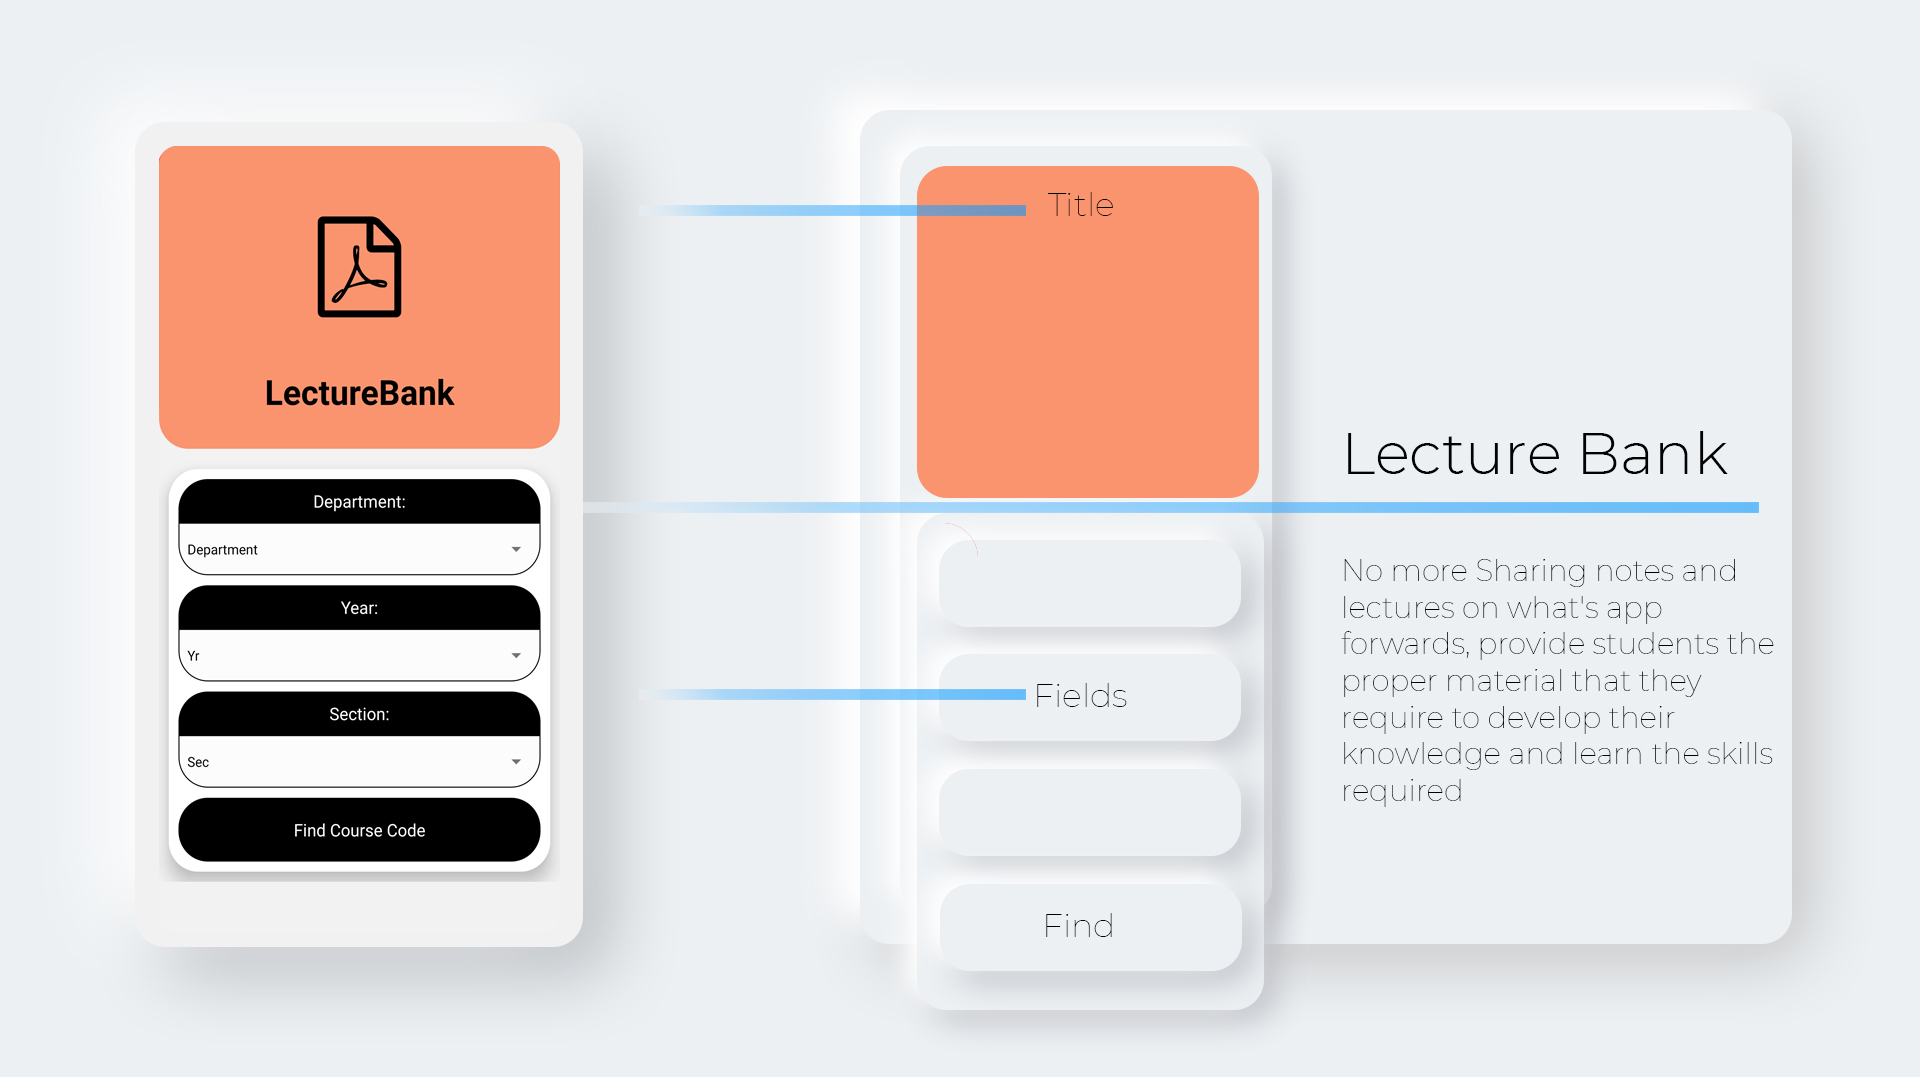 LectureBank
Department:
Department
Year:
Yr
Section:
Sec
Find Course Code
Title
Fields
Find
Lecture Bank
No more Sharing notes and
lectures on what's app
forwards, provide students the
proper material that they
require to develop their
knowledge and learn the skills
required